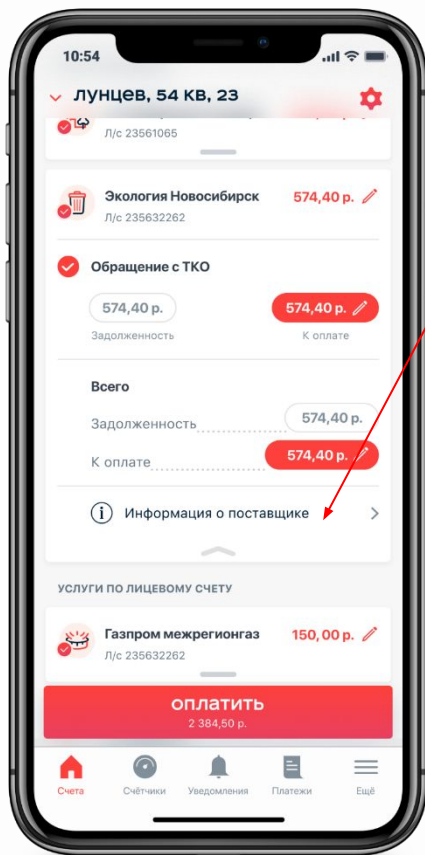 10:54
ЛУНЦЕВ, 54 КВ, 23
Л/с 23561065
Экология Новосибирск 574,40 р.
Л/с 235632262
Обращение с ТКО
574,40 р. 574,40 р.
Задолженность К оплате
Всего
Задолженность 574,40 р.
К оплате 574,40 р.
Информация о поставщике
УСЛУГИ ПО ЛИЦЕВОМУ СЧЕТУ
Газпром межрегионгаз 150,00 р.
Л/с 235632262
ОПЛАТИТЬ
2 384,50 р.
Счета Счётчики Уведомления Платежи Ещё